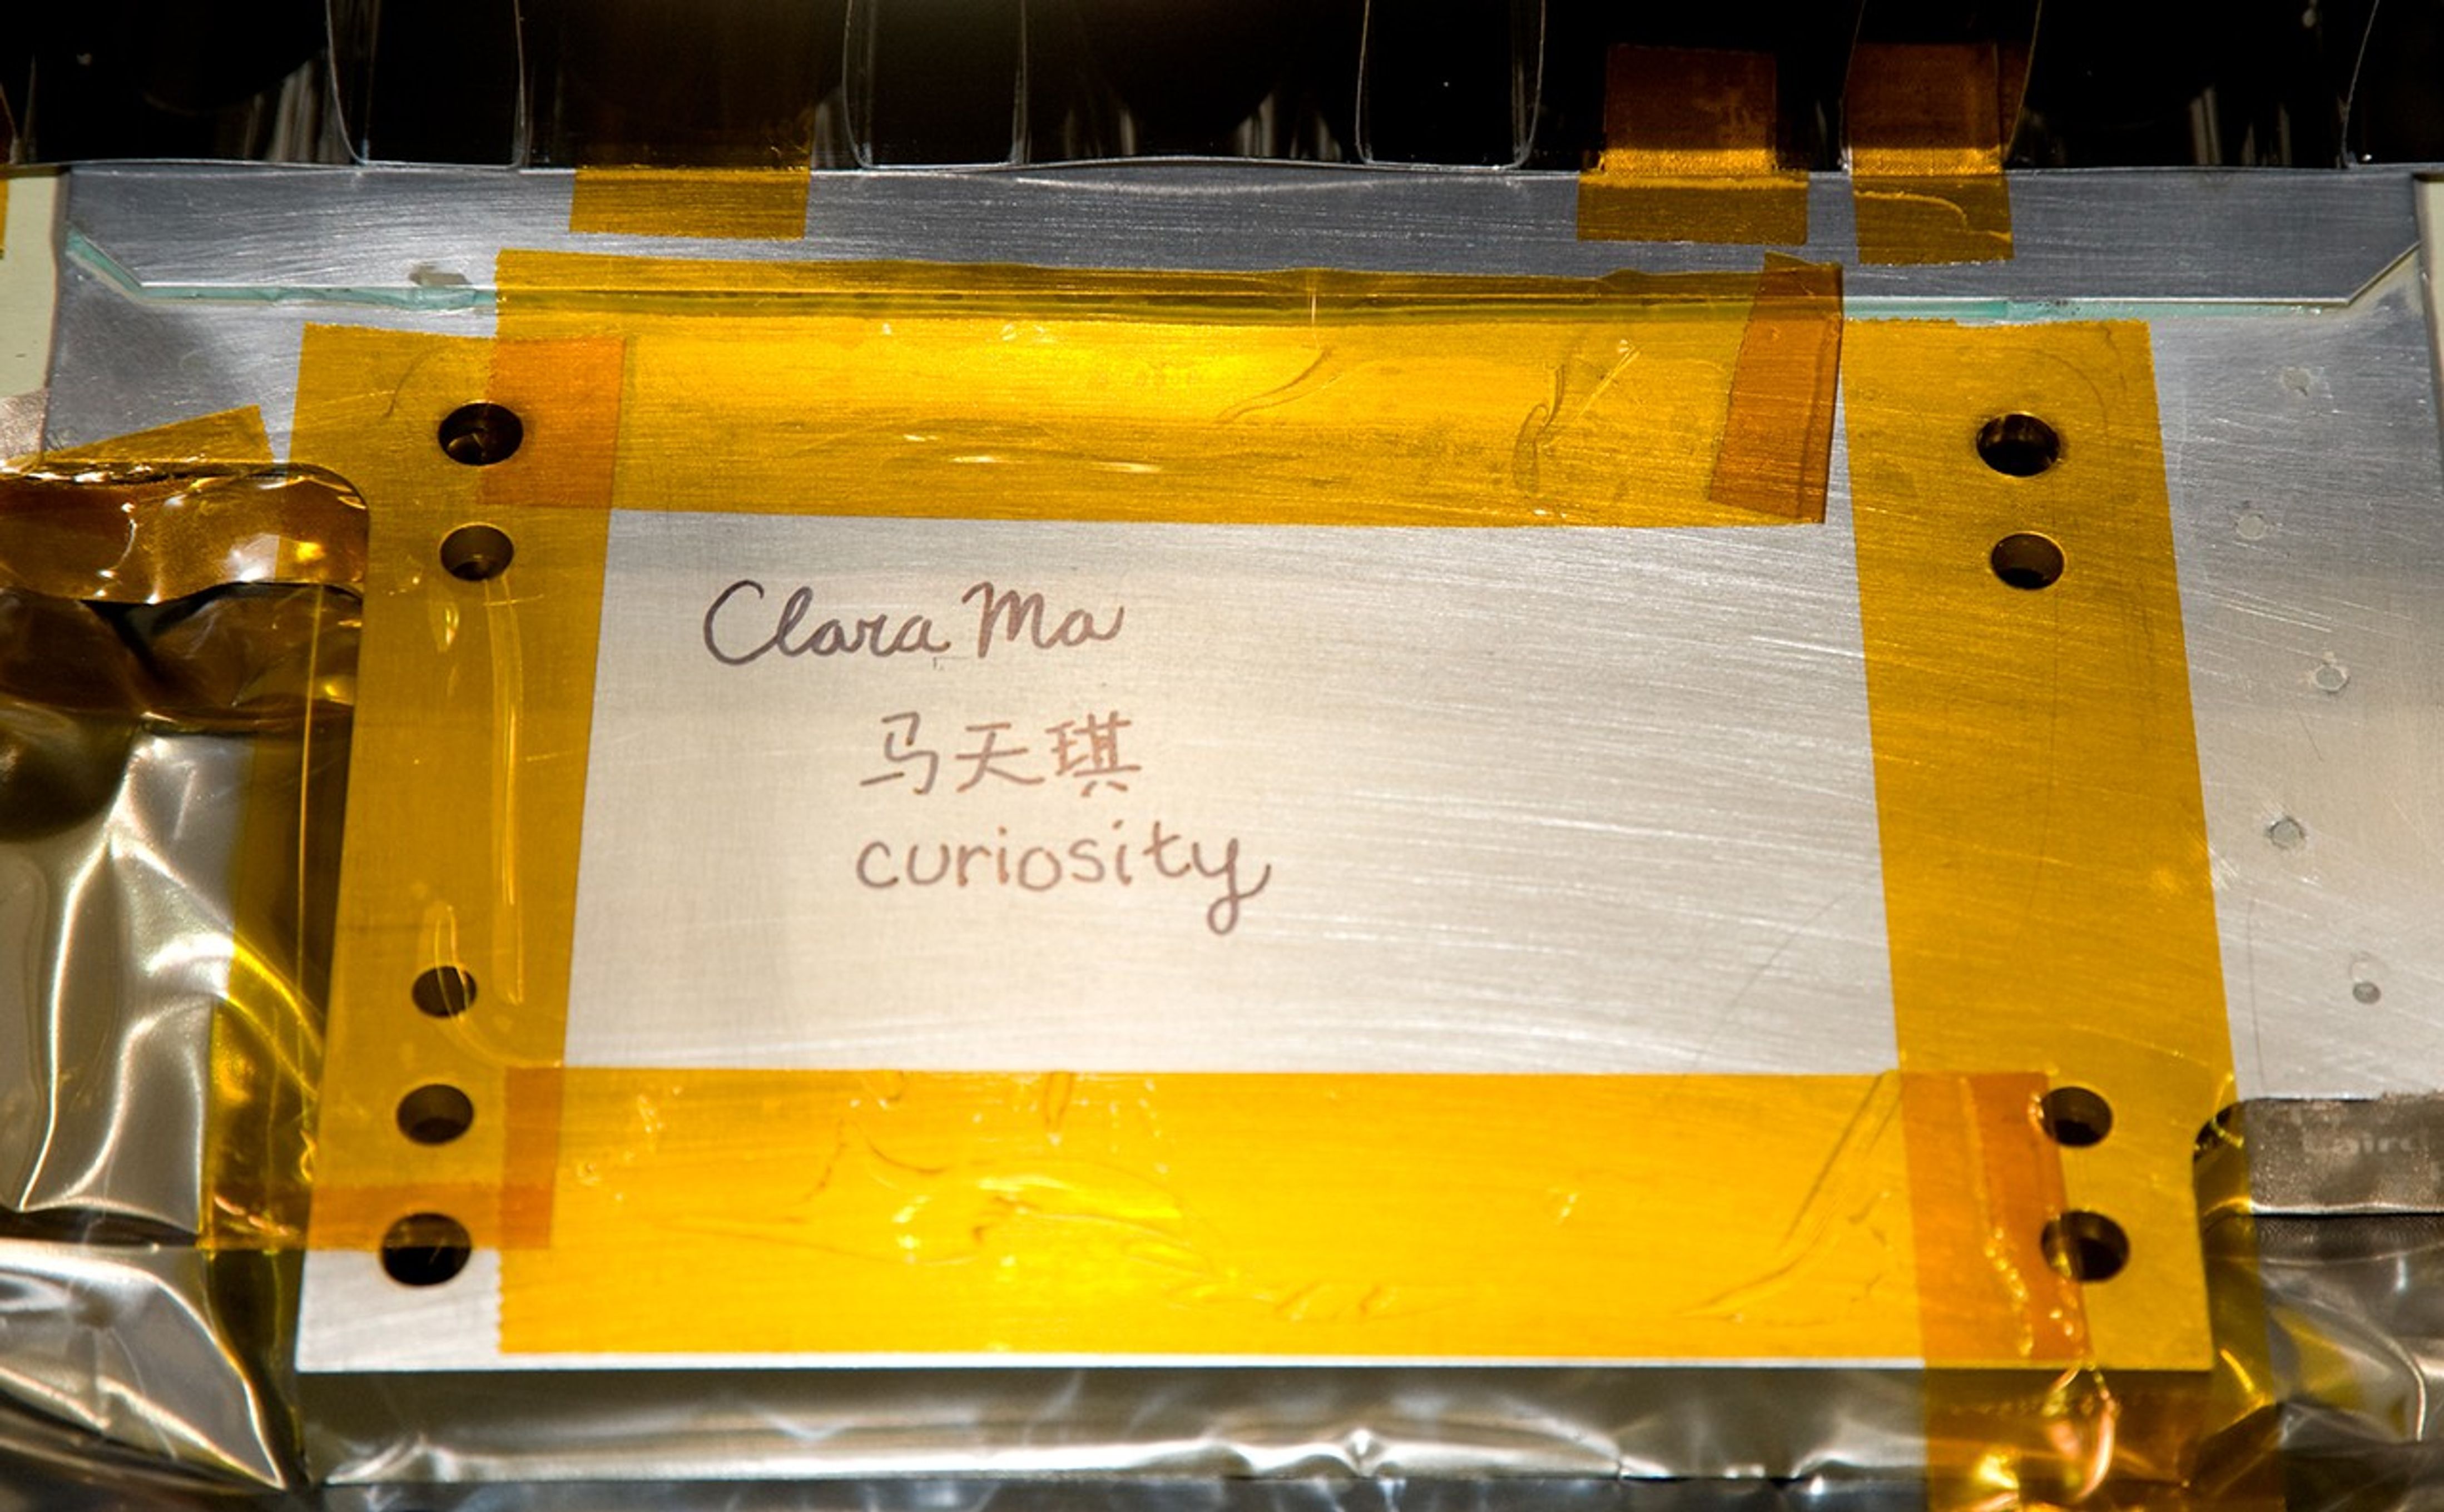 Clara Ma
马天琪
curiosity